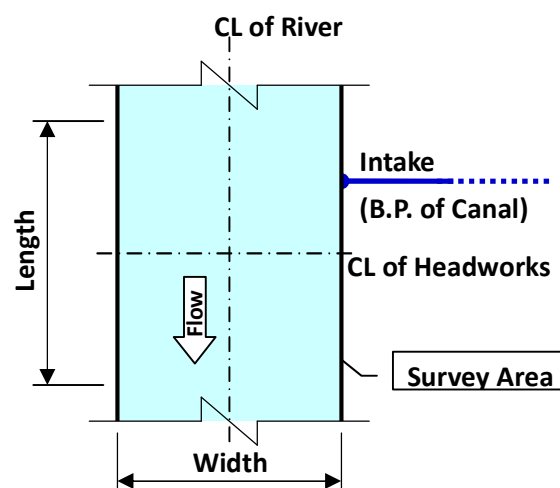 CL of River
Intake
(B.P. of Canal)
Length
CL of Headworks
Flow
Survey Area
Width